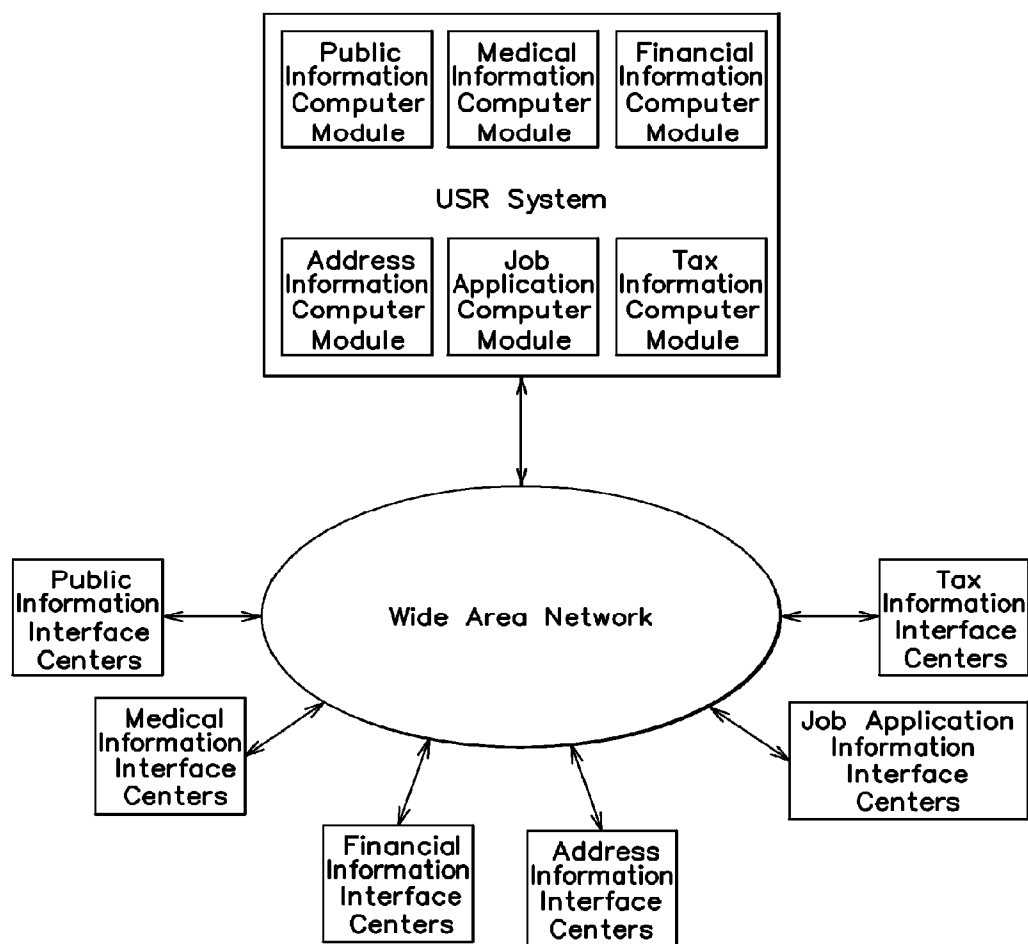 Public
Information
Computer
Module
Medical
Information
Computer
Module
Financial
Information
Computer
Module
USR System
Address
Information
Computer
Module
Job
Application
Computer
Module
Tax
Information
Computer
Module
Wide Area Network
Public
Information
Interface
Centers
Tax
Information
Interface
Centers
Medical
Information
Interface
Centers
Job Application
Information
Interface
Centers
Financial
Information
Interface
Centers
Address
Information
Interface
Centers